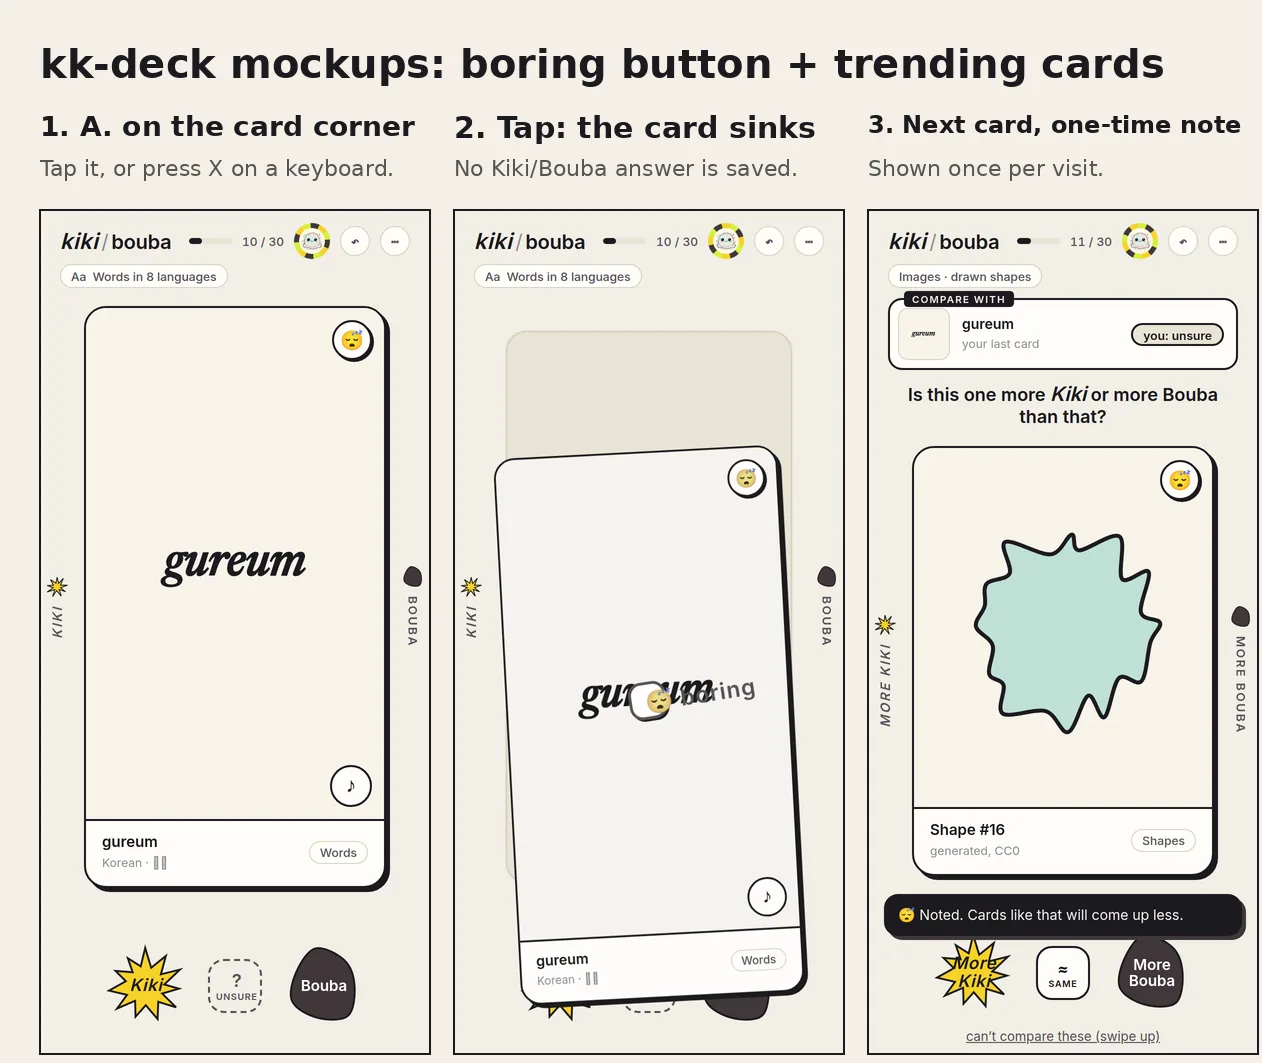 kk-deck mockups: boring button + trending cards
1. A. on the card corner
Tap it, or press X on a keyboard.
kiki/bouba
10 / 30
Aa Words in 8 languages
gureum
KIKI
BOUBA
gureum
Korean ·
Words
Kiki
?
UNSURE
Bouba
2. Tap: the card sinks
No Kiki/Bouba answer is saved.
kiki/bouba
10 / 30
Aa Words in 8 languages
gureum
boring
KIKI
BOUBA
gureum
Korean ·
Words
3. Next card, one-time note
Shown once per visit.
kiki/bouba
11 / 30
Images · drawn shapes
COMPARE WITH
gureum
gureum
your last card
you: unsure
Is this one more Kiki or more Bouba
than that?
MORE KIKI
MORE BOUBA
Shape #16
generated, CC0
Shapes
😴 Noted. Cards like that will come up less.
More
Kiki
≈
SAME
More
Bouba
can't compare these (swipe up)